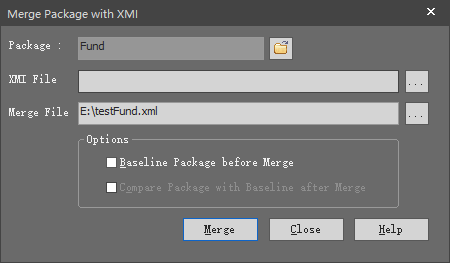 Merge Package with XMI
Package :
Fund
XMI File
...
Merge File
E:\testFund.xml
...
Options
Baseline Package before Merge
Compare Package with Baseline after Merge
Merge
Close
Help